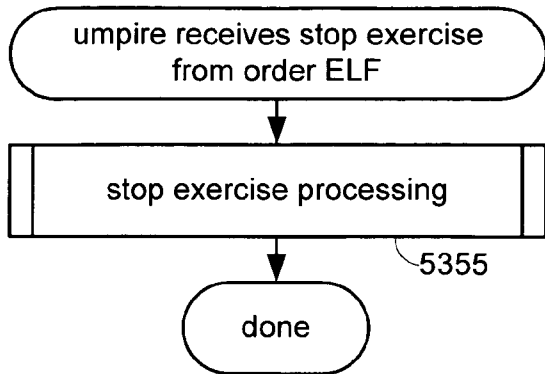 umpire receives stop exercise
from order ELF
stop exercise processing
5355
done